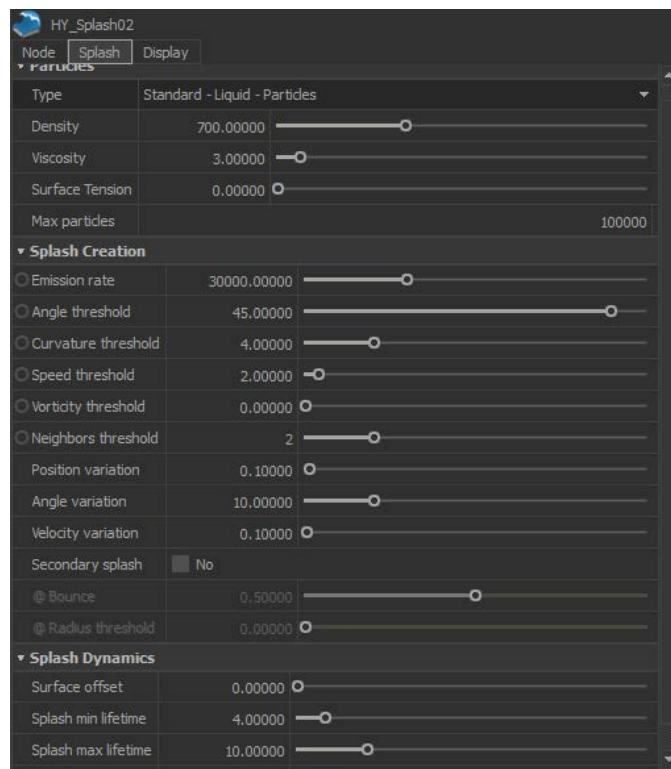 HY_Splash02
Node Splash Display
Particles
Type Standard - Liquid - Particles
Density 700.00000
Viscosity 3.00000
Surface Tension 0.00000
Max particles 100000
Splash Creation
Emission rate 30000.00000
Angle threshold 45.00000
Curvature threshold 4.00000
Speed threshold 2.00000
Vorticity threshold 0.00000
Neighbors threshold 2
Position variation 0.10000
Angle variation 10.00000
Velocity variation 0.10000
Secondary splash No
@ Bounce 0.50000
@ Radius threshold 0.00000
Splash Dynamics
Surface offset 0.00000
Splash min lifetime 4.00000
Splash max lifetime 10.00000